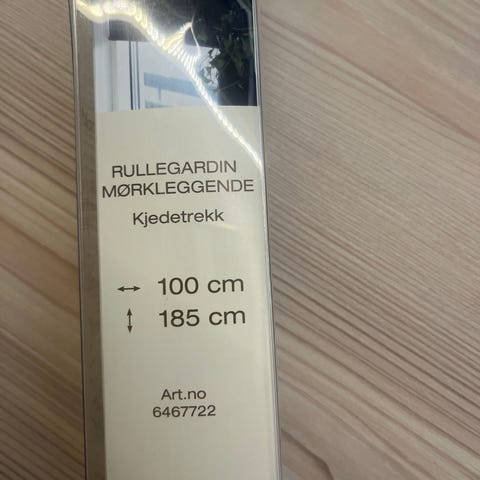 RULLEGARDIN
MØRKLEGGENDE
Kjedetrekk
↔ 100 cm
↕ 185 cm
Art.no
6467722